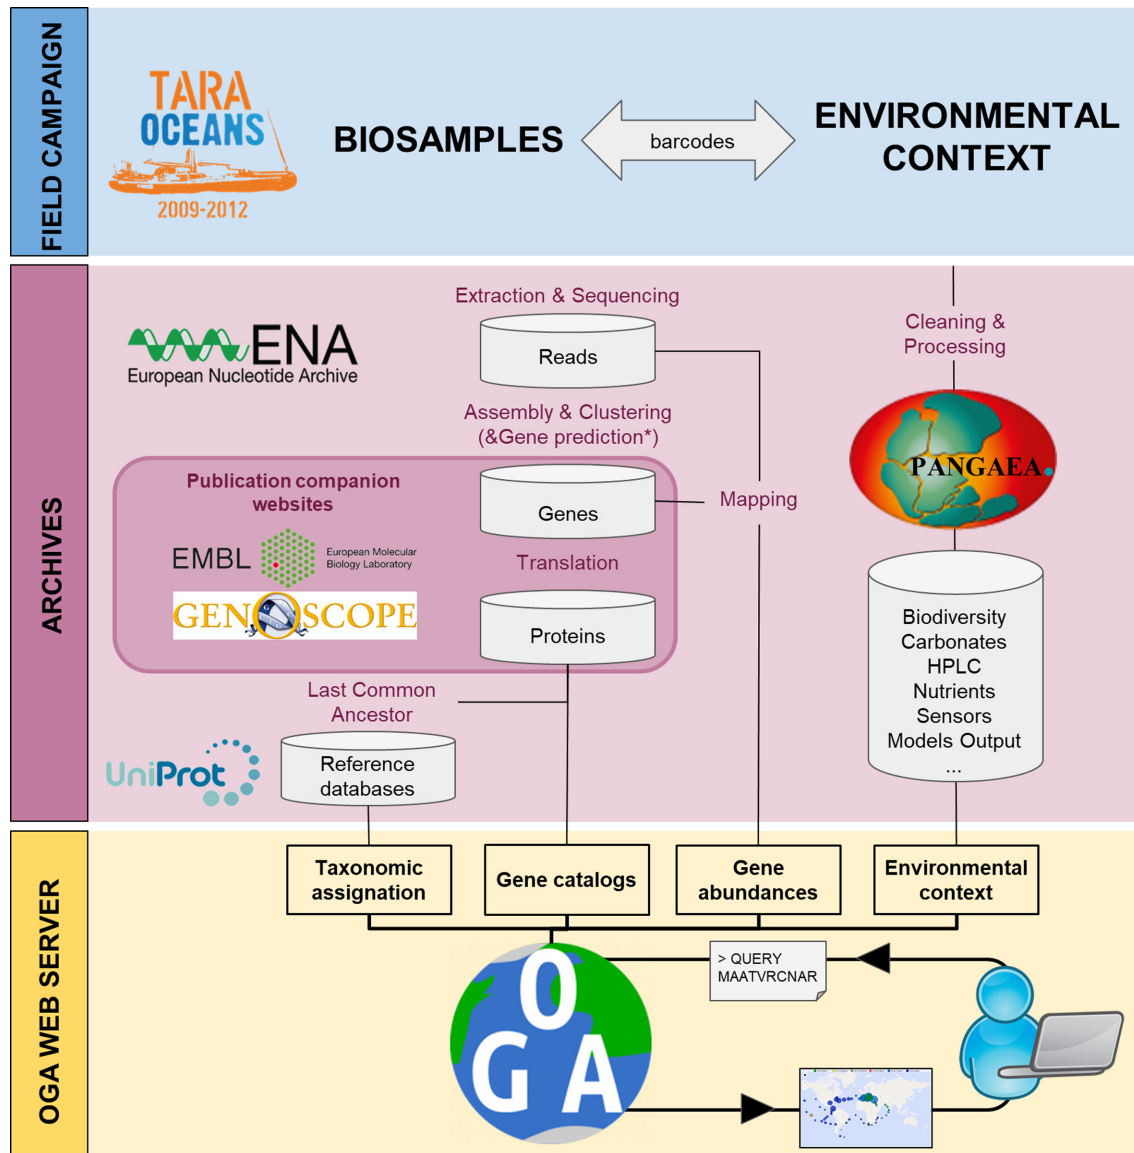 FIELD CAMPAIGN
TARA
OCEANS
2009-2012
BIOSAMPLES
barcodes
ENVIRONMENTAL
CONTEXT
ARCHIVES
ENA
European Nucleotide Archive
Extraction & Sequencing
Reads
Assembly & Clustering
(&Gene prediction*)
Cleaning &
Processing
PANGAEA.
Publication companion
websites
EMBL
European Molecular
Biology Laboratory
GENOSCOPE
Genes
Translation
Proteins
Mapping
Biodiversity
Carbonates
HPLC
Nutrients
Sensors
Models Output
...
Last Common
Ancestor
UniProt
Reference
databases
OGA WEB SERVER
Taxonomic
assignation
Gene catalogs
Gene
abundances
Environmental
context
O
G A
> QUERY
MAATVRCNAR